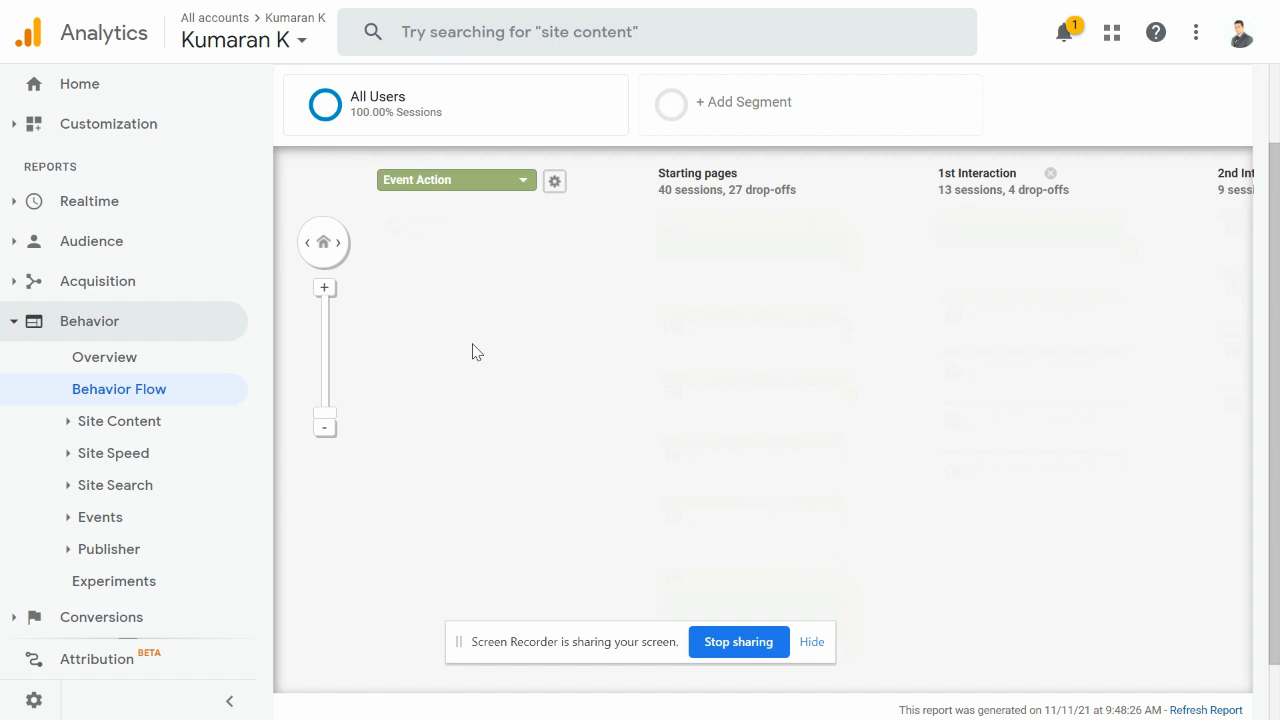 Analytics
All accounts > Kumaran K
Kumaran K
Try searching for "site content"
1
Home
Customization
REPORTS
Realtime
Audience
Acquisition
Behavior
Overview
Behavior Flow
Site Content
Site Speed
Site Search
Events
Publisher
Experiments
Conversions
Attribution BETA
All Users
100.00% Sessions
+ Add Segment
Event Action
Starting pages
40 sessions, 27 drop-offs
1st Interaction
13 sessions, 4 drop-offs
2nd Int
9 sessi
+
-
Screen Recorder is sharing your screen.
Stop sharing
Hide
This report was generated on 11/11/21 at 9:48:26 AM - Refresh Report